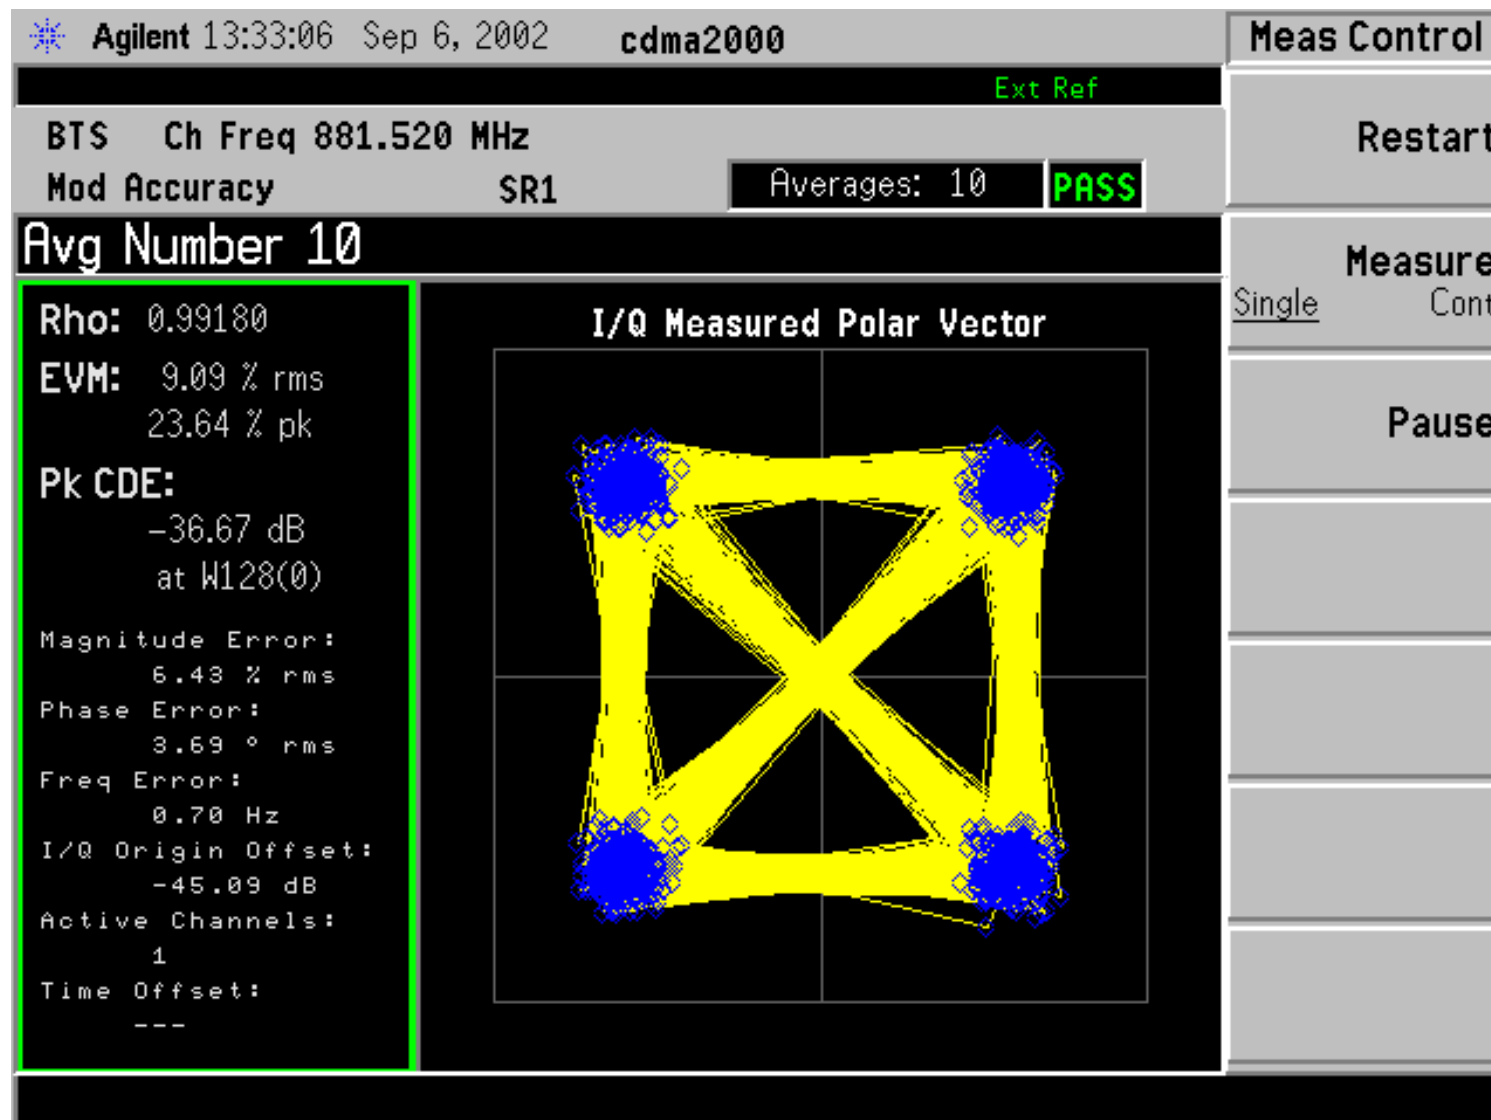 Agilent 13:33:06 Sep 6, 2002 cdma2000 Meas Control
Ext Ref
BTS Ch Freq 881.520 MHz
Restart
Mod Accuracy SR1 Averages: 10 PASS
Avg Number 10
Measure
Single Cont
Rho: 0.99180
I/Q Measured Polar Vector
EVM: 9.09 % rms
23.64 % pk
Pause
Pk CDE:
-36.67 dB
at W128(0)
Magnitude Error:
6.43 % rms
Phase Error:
3.69 ° rms
Freq Error:
0.70 Hz
I/Q Origin Offset:
-45.09 dB
Active Channels:
1
Time Offset:
---